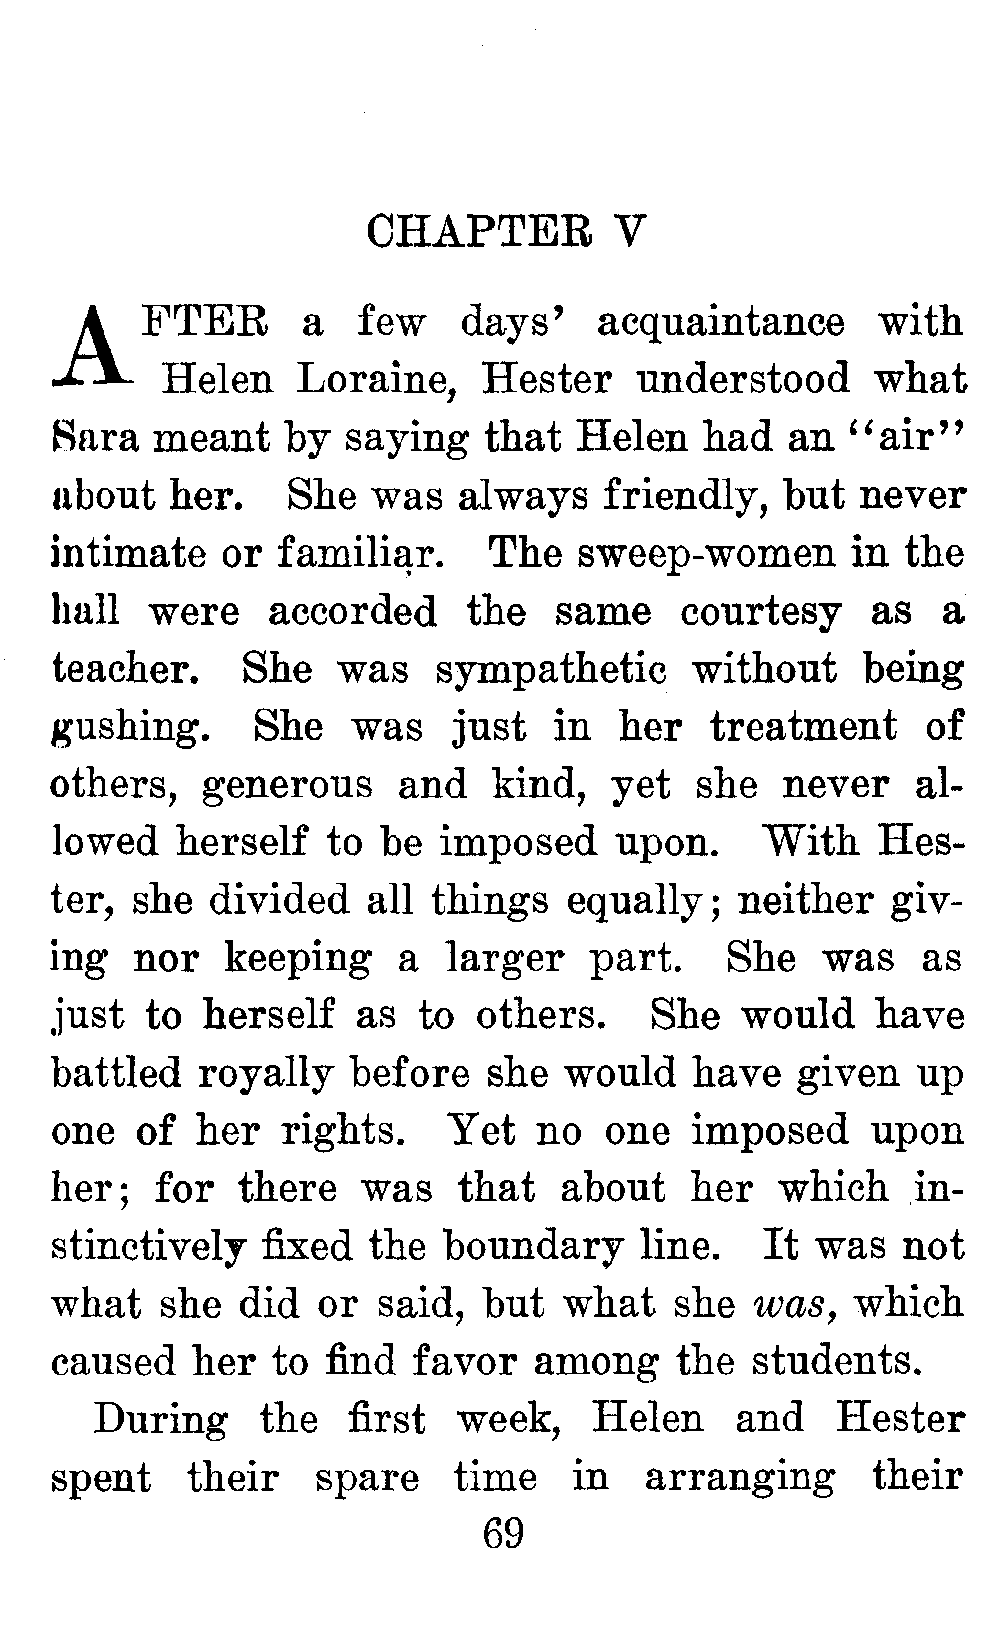 CHAPTER V
AFTER a few days' acquaintance with
Helen Loraine, Hester understood what
Sara meant by saying that Helen had an "air"
about her. She was always friendly, but never
intimate or familiar. The sweep-women in the
hall were accorded the same courtesy as a
teacher. She was sympathetic without being
gushing. She was just in her treatment of
others, generous and kind, yet she never al-
lowed herself to be imposed upon. With Hes-
ter, she divided all things equally; neither giv-
ing nor keeping a larger part. She was as
just to herself as to others. She would have
battled royally before she would have given up
one of her rights. Yet no one imposed upon
her; for there was that about her which in-
stinctively fixed the boundary line. It was not
what she did or said, but what she was, which
caused her to find favor among the students.
During the first week, Helen and Hester
spent their spare time in arranging their
69